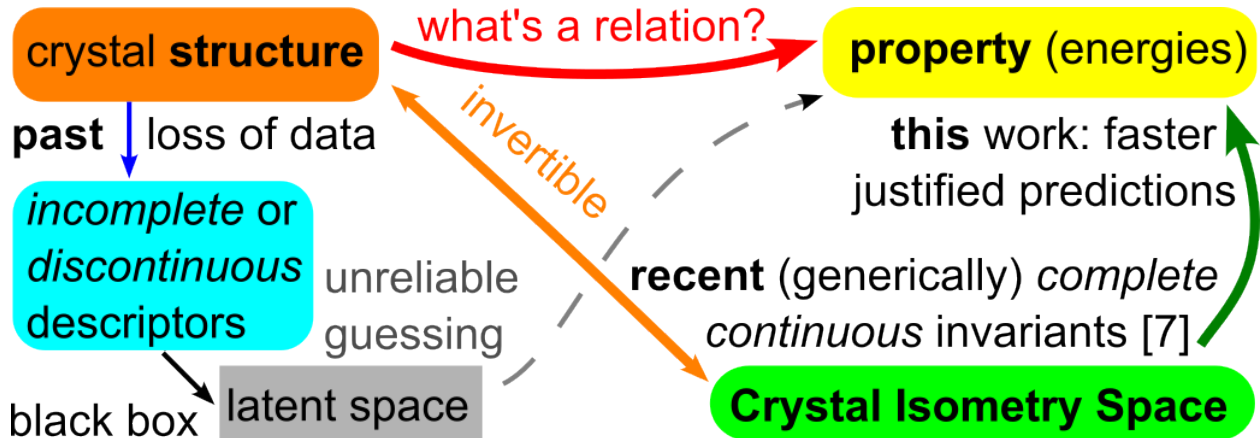 crystal structure
what's a relation?
property (energies)
past
loss of data
invertible
this work: faster
justified predictions
incomplete or
discontinuous
descriptors
unreliable
guessing
recent (generically) complete
continuous invariants [7]
black box
latent space
Crystal Isometry Space